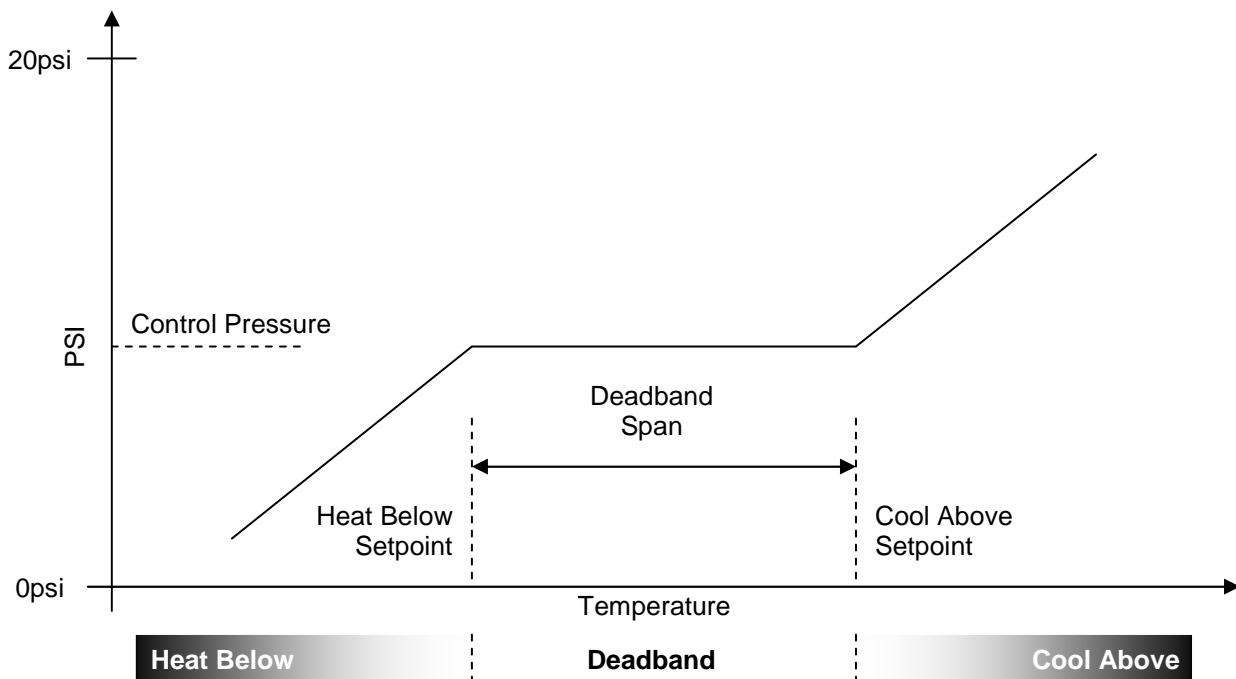 20psi
Control Pressure
PSI
Deadband
Span
Heat Below
Setpoint
Cool Above
Setpoint
0psi
Temperature
Heat Below
Deadband
Cool Above